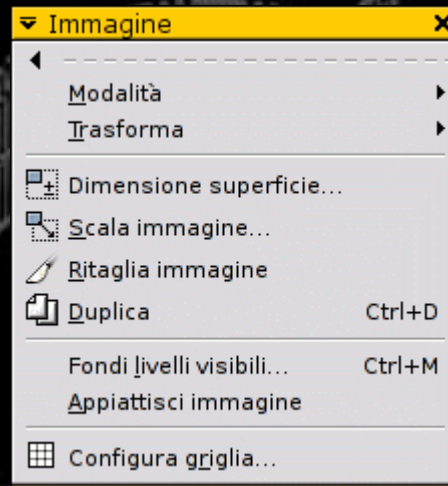 Immagine
Modalità
Trasforma
Dimensione superficie...
Scala immagine...
Ritaglia immagine
Duplica Ctrl+D
Fondi livelli visibili... Ctrl+M
Appiattisci immagine
Configura griglia...